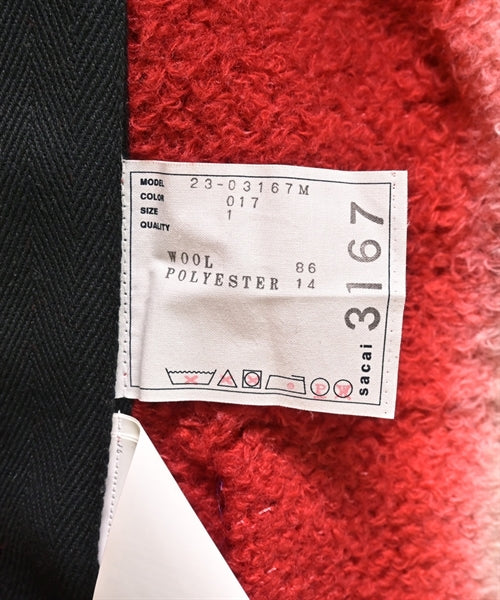 MODEL 23-03167M
COLOR 017
SIZE 1
QUALITY
WOOL 86
POLYESTER 14
P W
sacai 3167